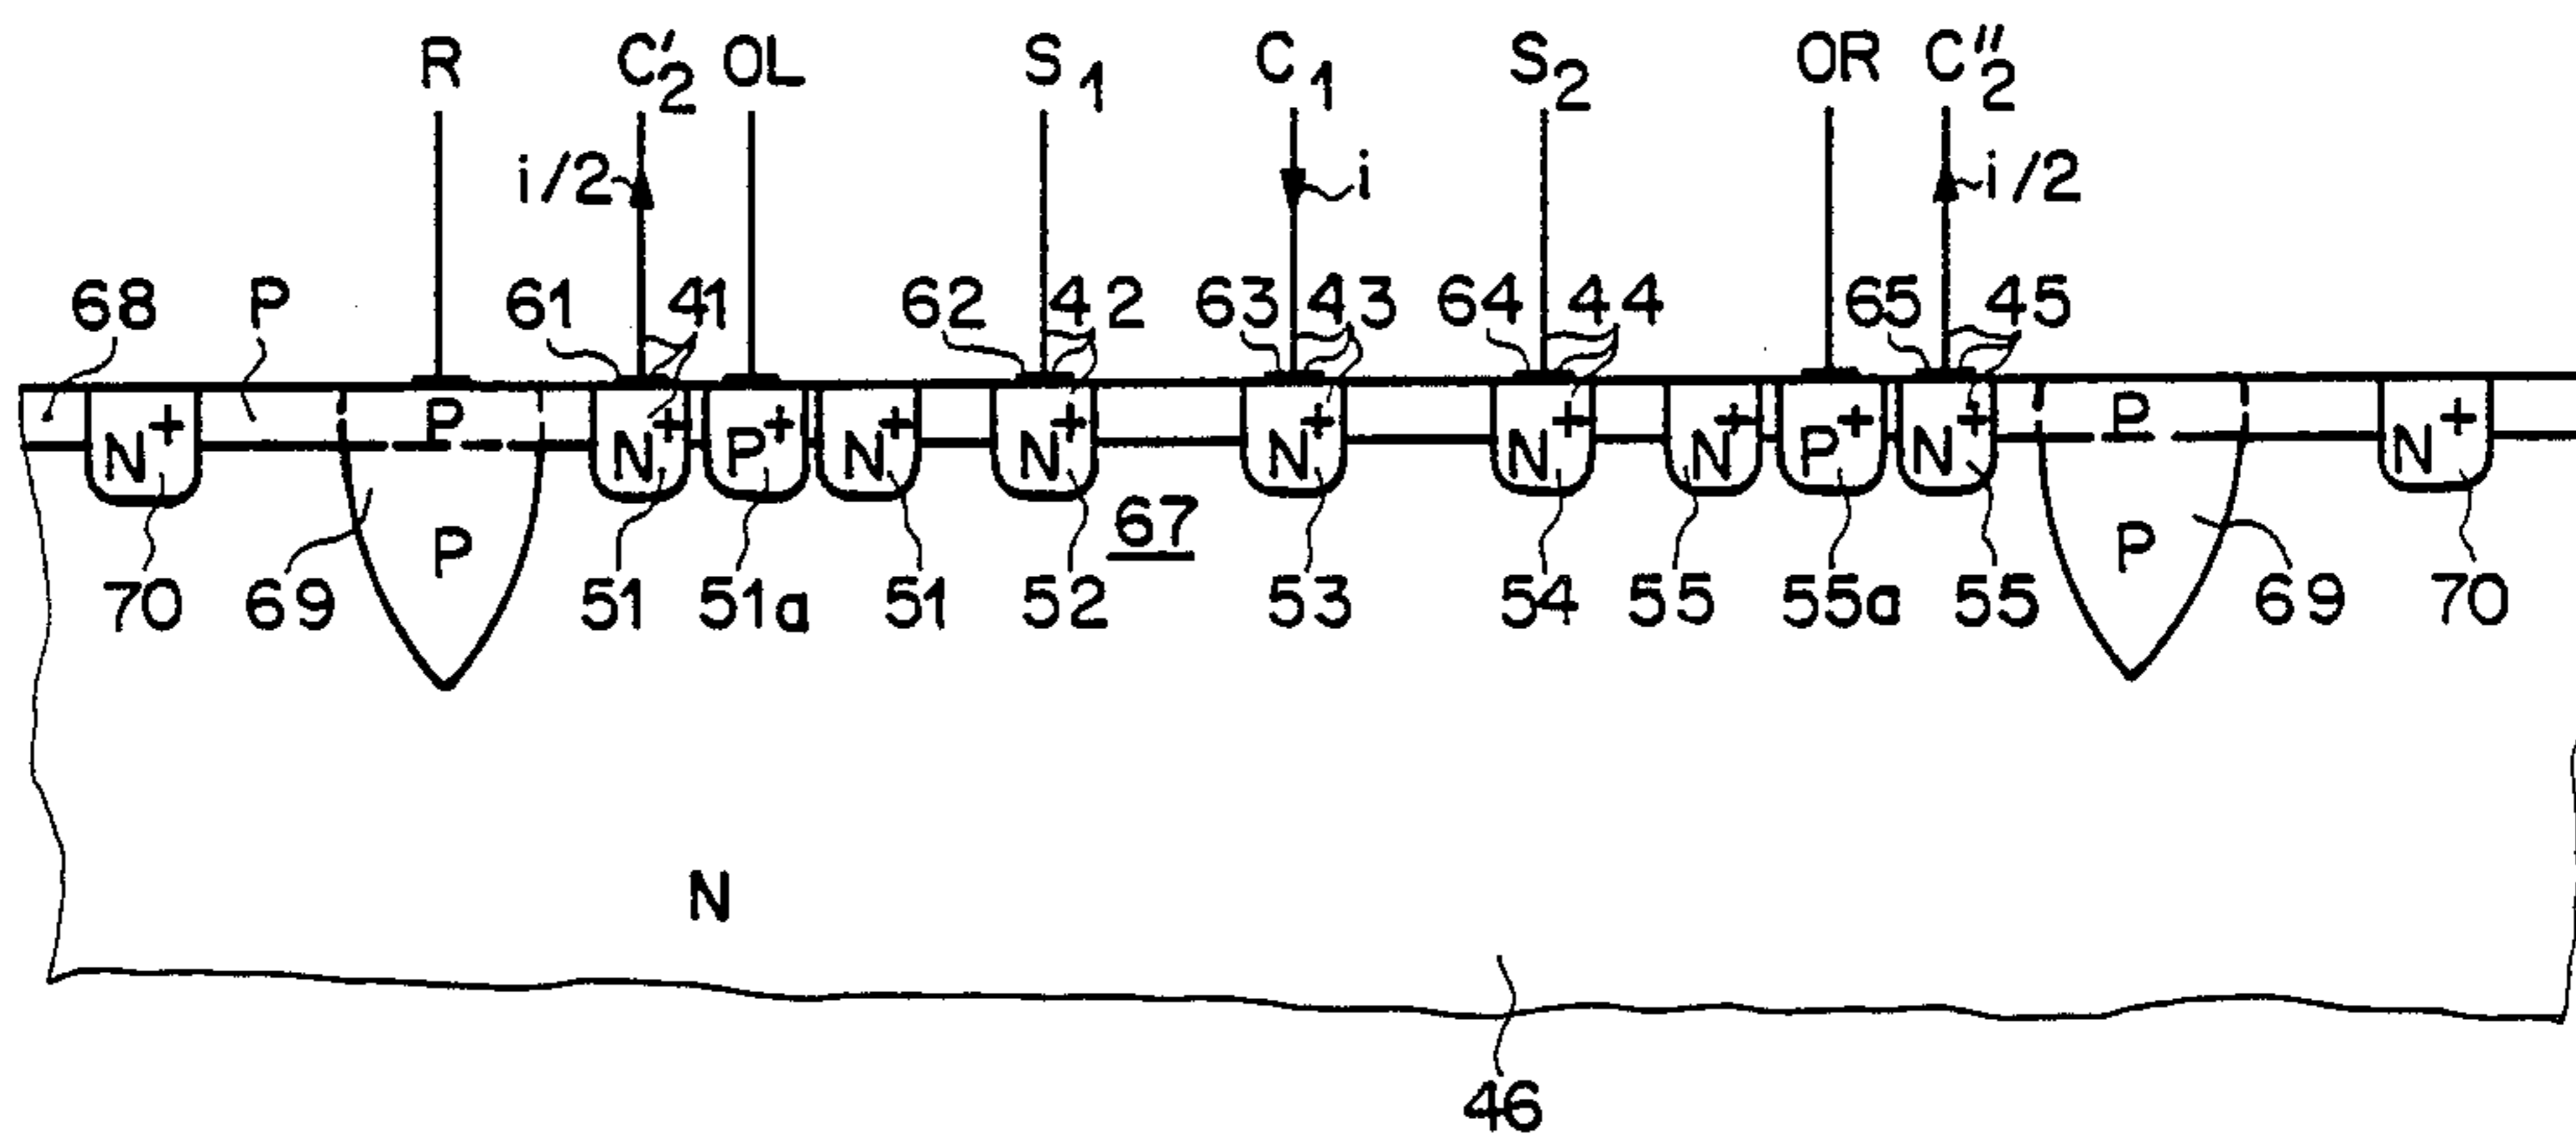 R C'₂ OL S₁ C₁ S₂ OR C''₂
i/2 i i/2
68 P 61 41 62 42 63 43 64 44 65 45
N+ P N+ P+ N+ N+ N+ N+ N+ P+ N+ P N+
P 67 P
70 69 51 51a 51 52 53 54 55 55a 55 69 70
N
46